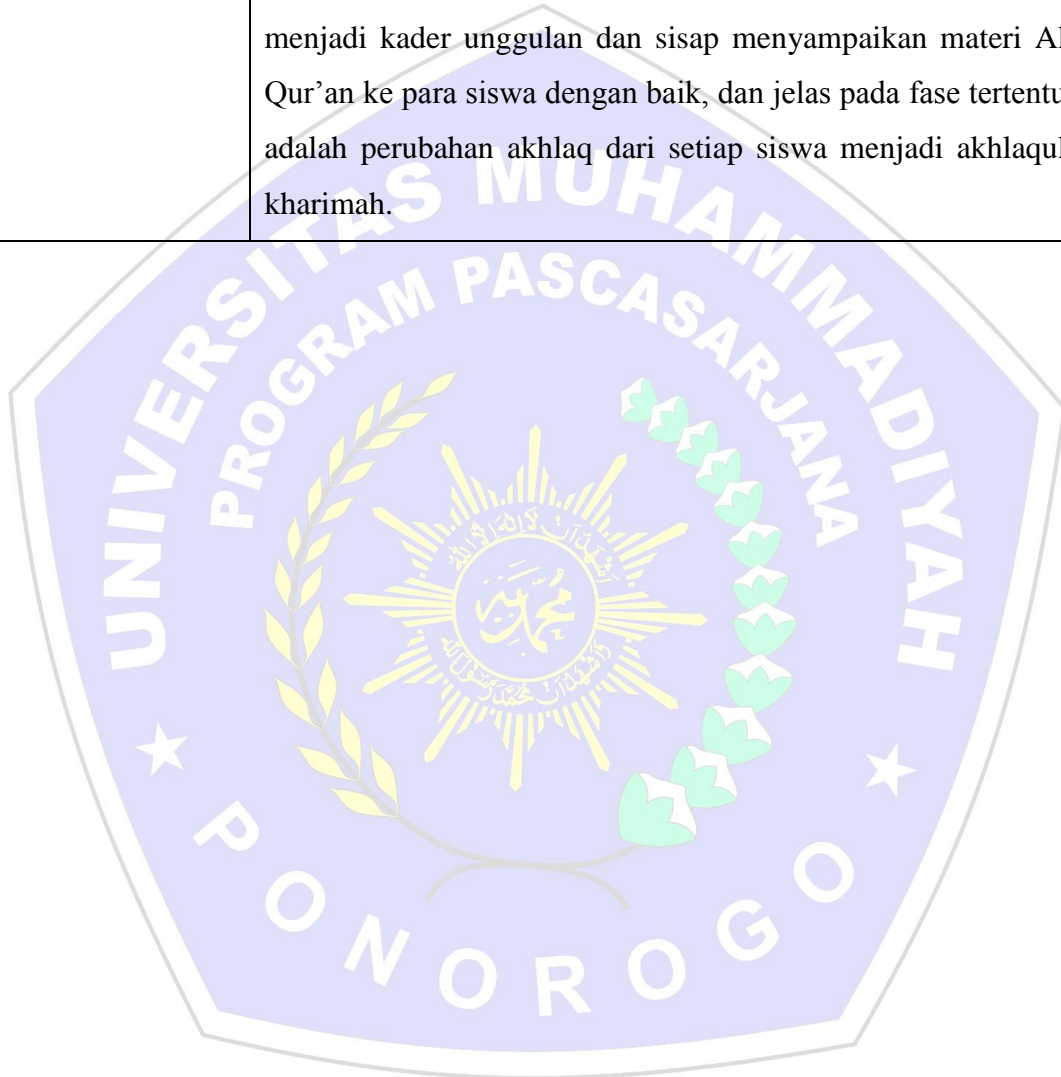 menjadi kader unggulan dan sisap menyampaikan materi Al
Qur’an ke para siswa dengan baik, dan jelas pada fase tertentu
adalah perubahan akhlaq dari setiap siswa menjadi akhlaqul
kharimah.
UNIVERSITAS MUHAMMADIYAH
PROGRAM PASCASARJANA
محمد
PONOROGO